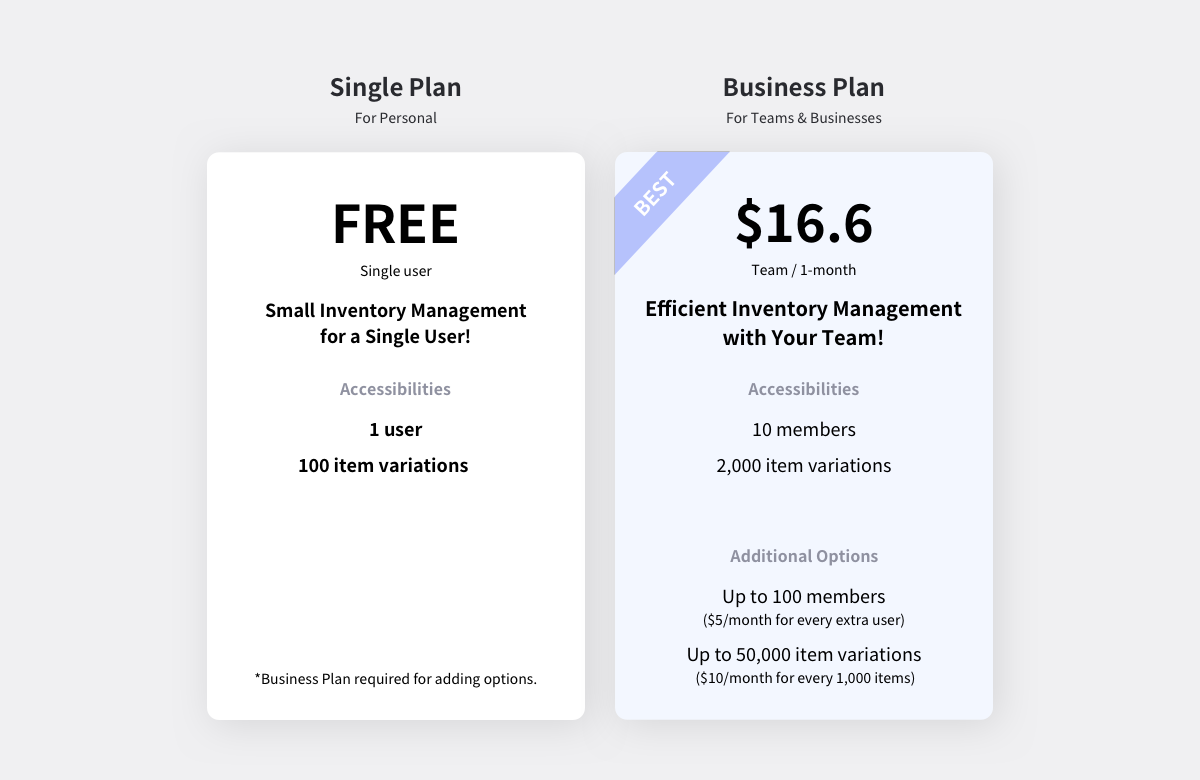 Single Plan
For Personal
FREE
Single user
Small Inventory Management
for a Single User!
Accessibilities
1 user
100 item variations
*Business Plan required for adding options.
Business Plan
For Teams & Businesses
BEST
$16.6
Team / 1-month
Efficient Inventory Management
with Your Team!
Accessibilities
10 members
2,000 item variations
Additional Options
Up to 100 members
($5/month for every extra user)
Up to 50,000 item variations
($10/month for every 1,000 items)